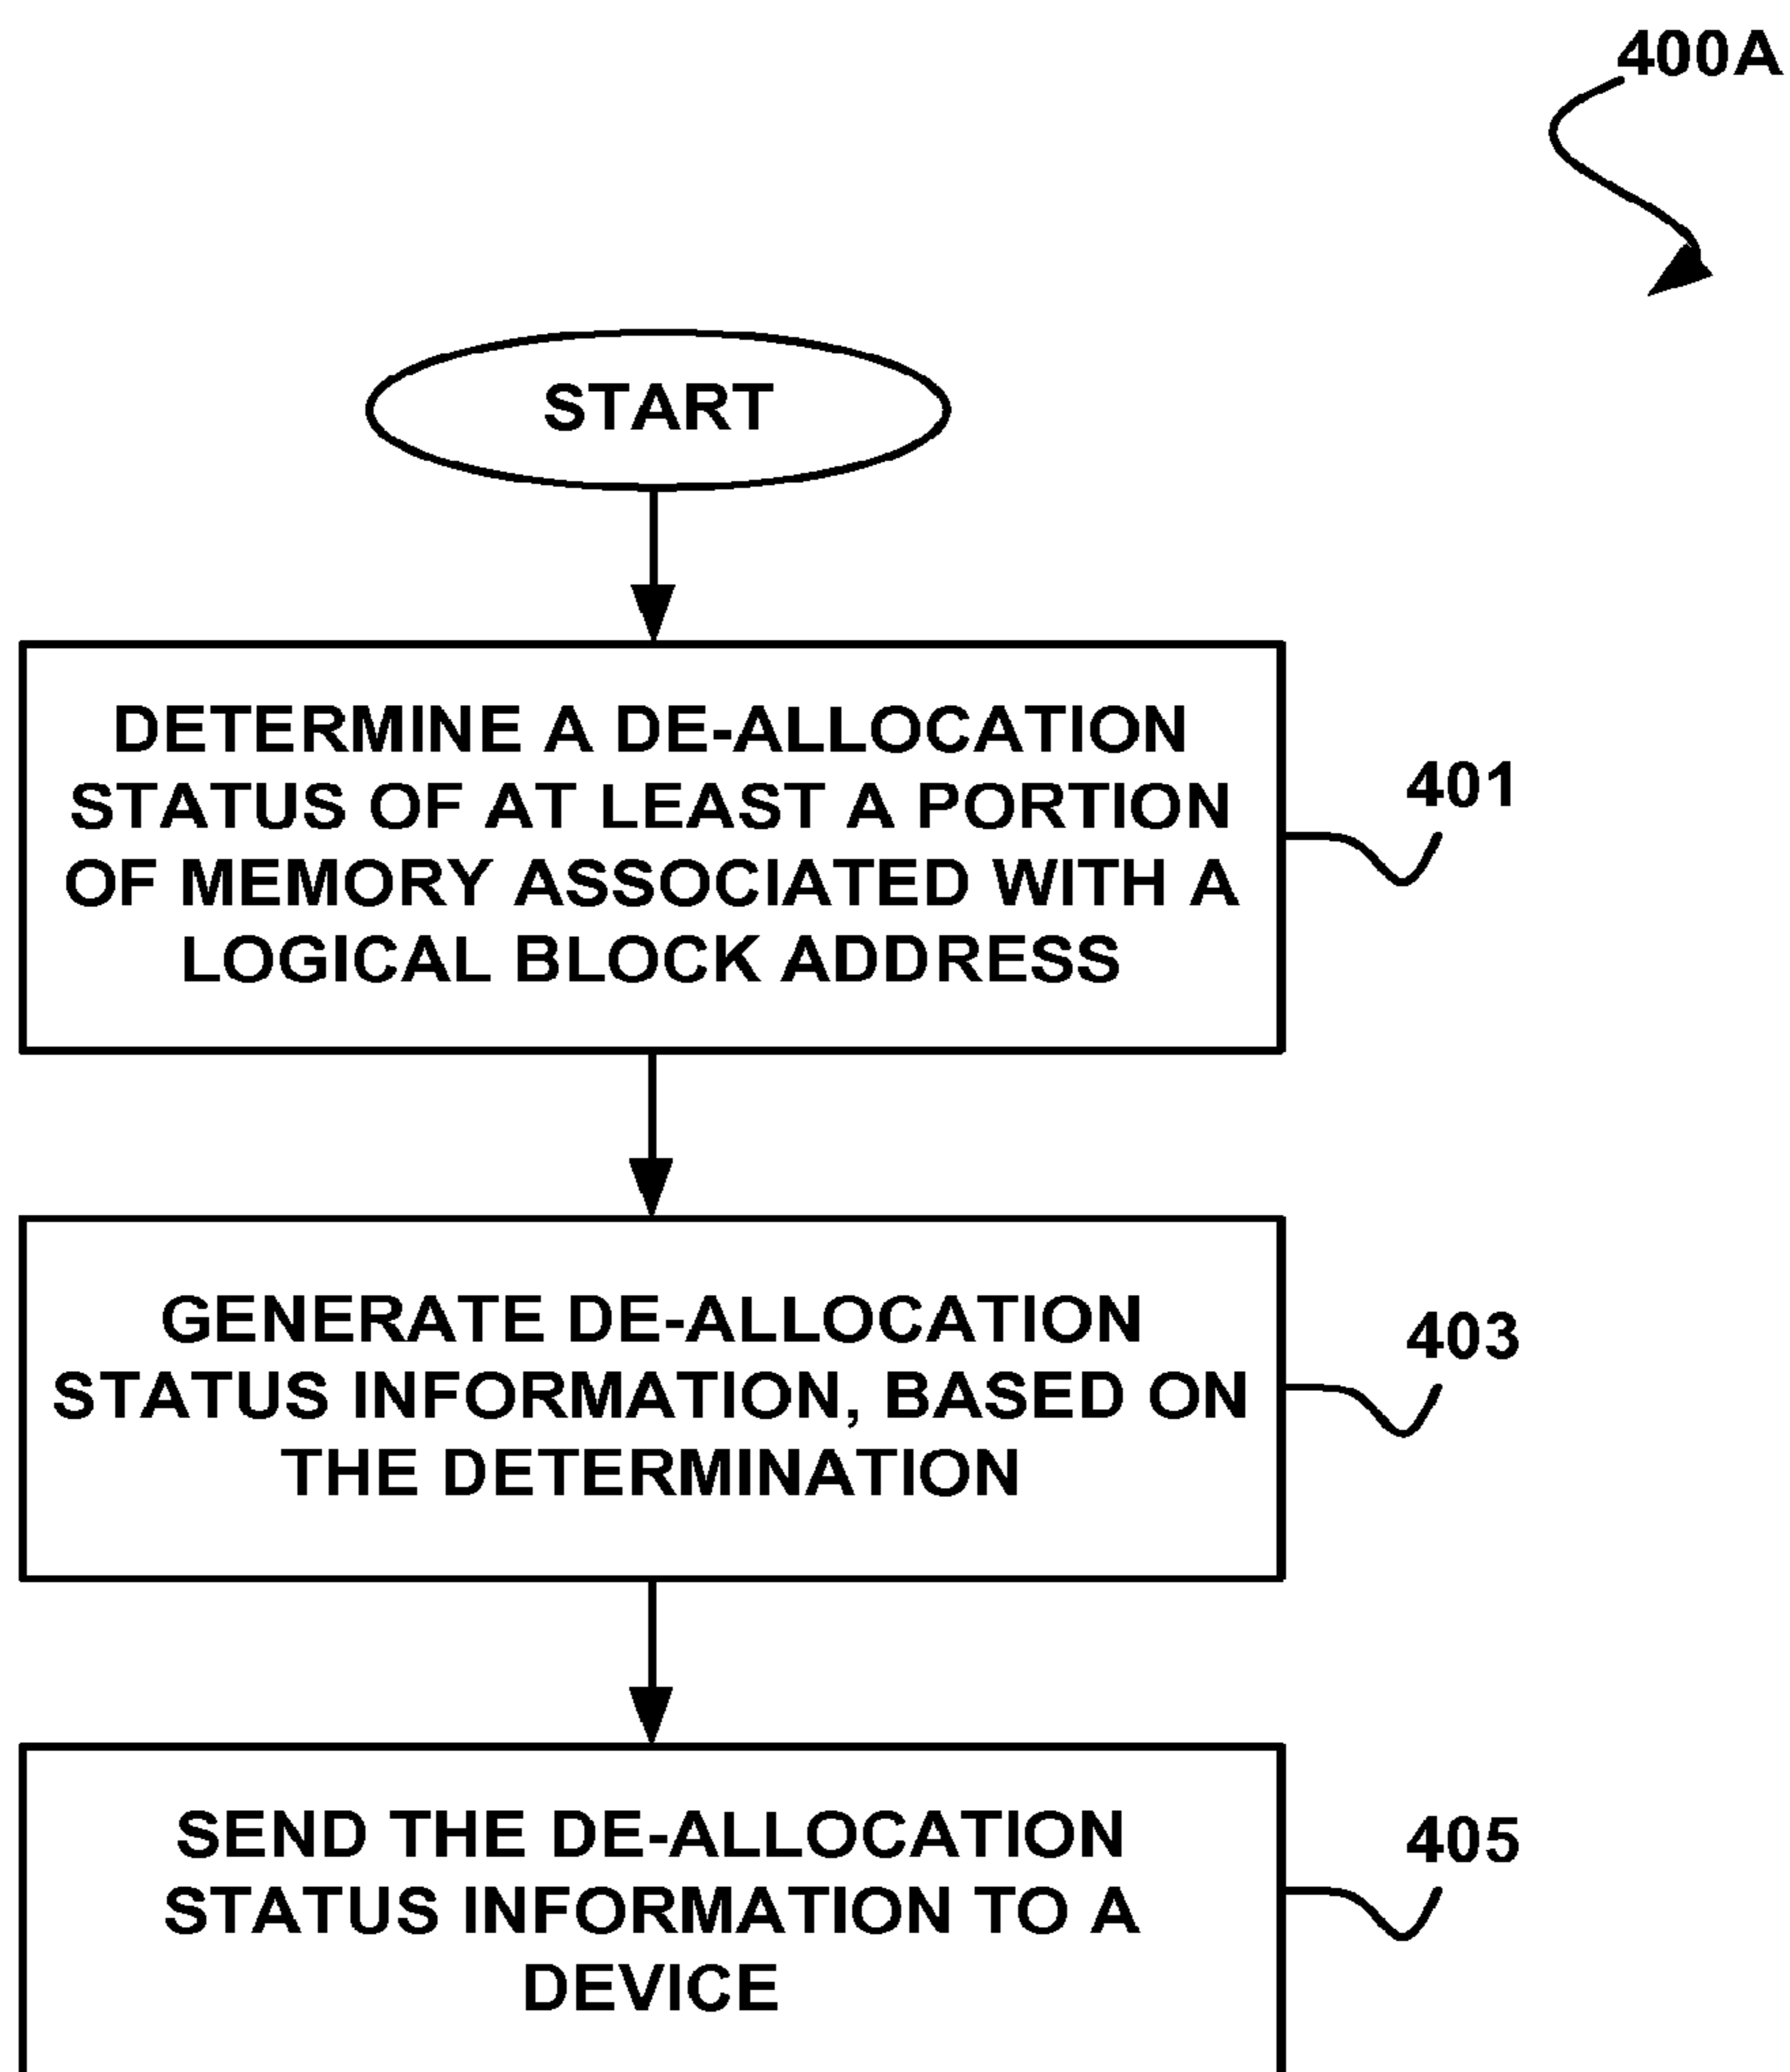 400A
START
DETERMINE A DE-ALLOCATION
STATUS OF AT LEAST A PORTION
OF MEMORY ASSOCIATED WITH A
LOGICAL BLOCK ADDRESS
401
GENERATE DE-ALLOCATION
STATUS INFORMATION, BASED ON
THE DETERMINATION
403
SEND THE DE-ALLOCATION
STATUS INFORMATION TO A
DEVICE
405